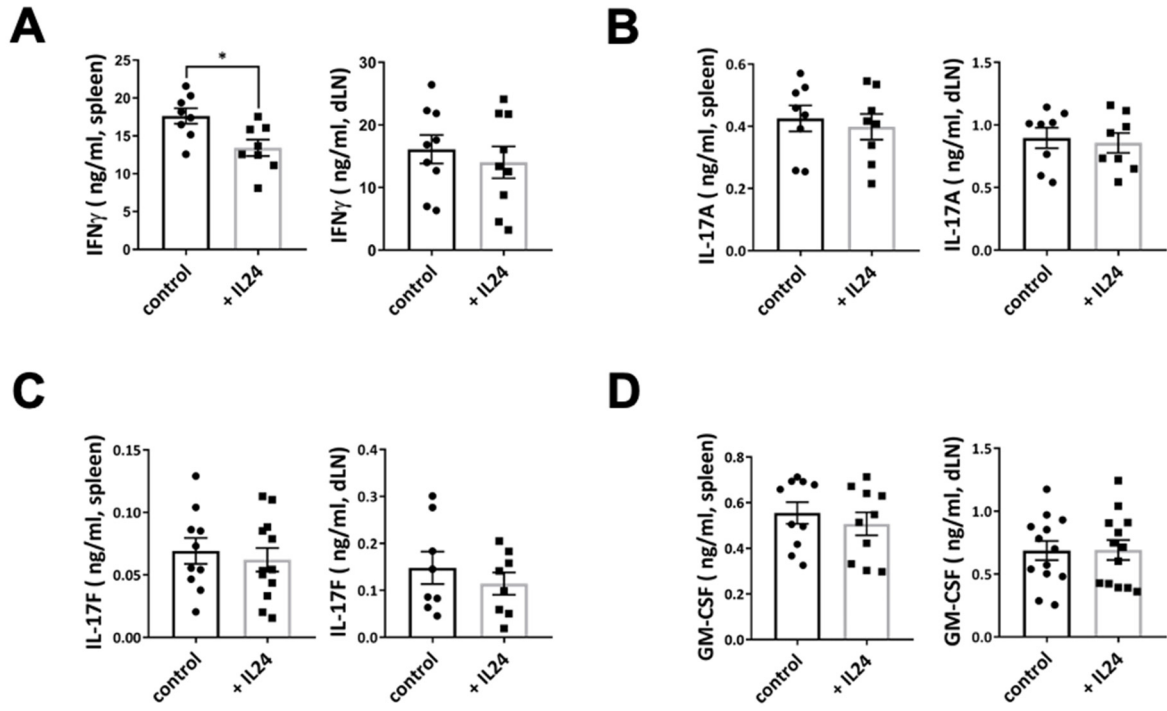 A
IFNγ ( ng/ml, spleen)
25
20
15
10
5
0
*
control
+ IL24
IFNγ ( ng/ml, dLN)
30
20
10
0
control
+ IL24
B
IL-17A ( ng/ml, spleen)
0.6
0.4
0.2
0.0
control
+ IL24
IL-17A ( ng/ml, dLN)
1.5
1.0
0.5
0.0
control
+ IL24
C
IL-17F ( ng/ml, spleen)
0.15
0.10
0.05
0.00
control
+ IL24
IL-17F ( ng/ml, dLN)
0.4
0.3
0.2
0.1
0.0
control
+ IL24
D
GM-CSF ( ng/ml, spleen)
0.8
0.6
0.4
0.2
0.0
control
+ IL24
GM-CSF ( ng/ml, dLN)
1.5
1.0
0.5
0.0
control
+ IL24